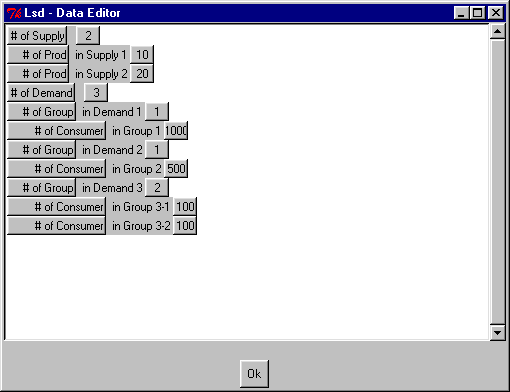 Lsd - Data Editor
# of Supply 2
# of Prod in Supply 1 10
# of Prod in Supply 2 20
# of Demand 3
# of Group in Demand 1 1
# of Consumer in Group 1 1000
# of Group in Demand 2 1
# of Consumer in Group 2 500
# of Group in Demand 3 2
# of Consumer in Group 3-1 100
# of Consumer in Group 3-2 100
Ok